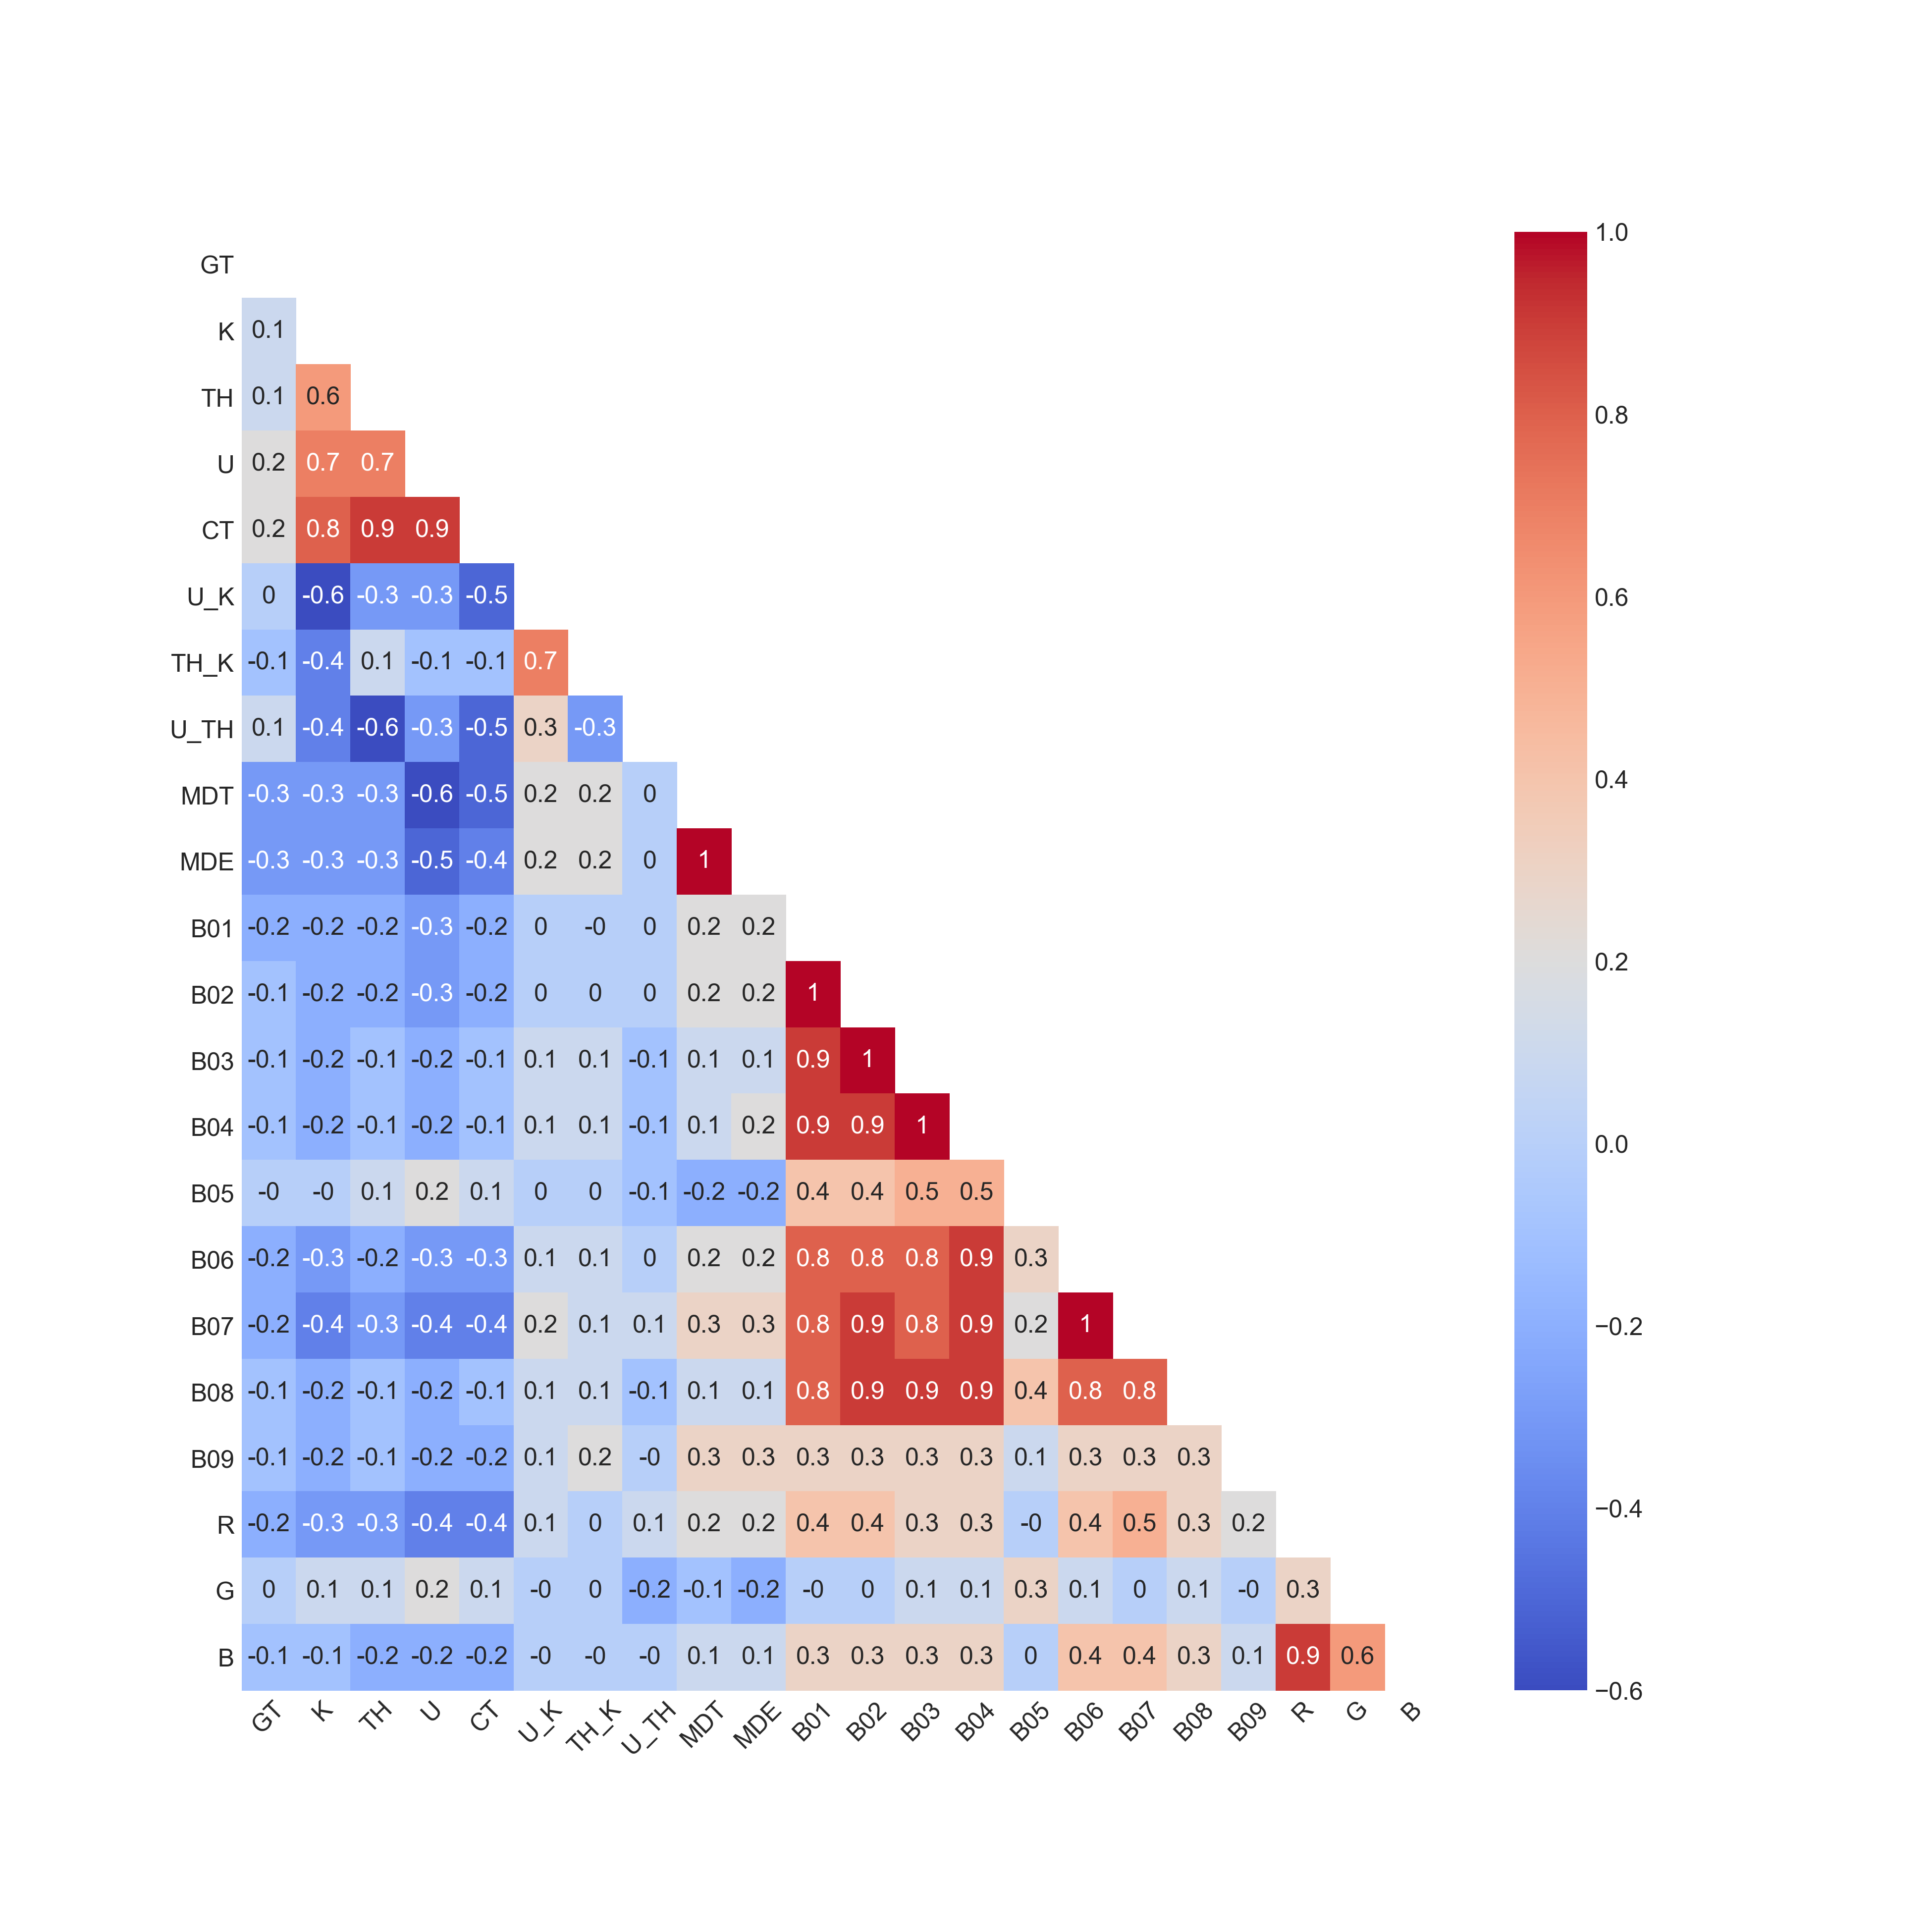 1.0
GT
K 0.1
TH 0.1 0.6
0.8
U 0.2 0.7 0.7
CT 0.2 0.8 0.9 0.9
U_K 0 -0.6 -0.3 -0.3 -0.5
0.6
TH_K -0.1 -0.4 0.1 -0.1 -0.1 0.7
U_TH 0.1 -0.4 -0.6 -0.3 -0.5 0.3 -0.3
0.4
MDT -0.3 -0.3 -0.3 -0.6 -0.5 0.2 0.2 0
MDE -0.3 -0.3 -0.3 -0.5 -0.4 0.2 0.2 0 1
B01 -0.2 -0.2 -0.2 -0.3 -0.2 0 -0 0 0.2 0.2
0.2
B02 -0.1 -0.2 -0.2 -0.3 -0.2 0 0 0 0.2 0.2 1
B03 -0.1 -0.2 -0.1 -0.2 -0.1 0.1 0.1 -0.1 0.1 0.1 0.9 1
B04 -0.1 -0.2 -0.1 -0.2 -0.1 0.1 0.1 -0.1 0.1 0.2 0.9 0.9 1
0.0
B05 -0 -0 0.1 0.2 0.1 0 0 -0.1 -0.2 -0.2 0.4 0.4 0.5 0.5
B06 -0.2 -0.3 -0.2 -0.3 -0.3 0.1 0.1 0 0.2 0.2 0.8 0.8 0.8 0.9 0.3
B07 -0.2 -0.4 -0.3 -0.4 -0.4 0.2 0.1 0.1 0.3 0.3 0.8 0.9 0.8 0.9 0.2 1
−0.2
B08 -0.1 -0.2 -0.1 -0.2 -0.1 0.1 0.1 -0.1 0.1 0.1 0.8 0.9 0.9 0.9 0.4 0.8 0.8
B09 -0.1 -0.2 -0.1 -0.2 -0.2 0.1 0.2 -0 0.3 0.3 0.3 0.3 0.3 0.3 0.1 0.3 0.3 0.3
−0.4
R -0.2 -0.3 -0.3 -0.4 -0.4 0.1 0 0.1 0.2 0.2 0.4 0.4 0.3 0.3 -0 0.4 0.5 0.3 0.2
G 0 0.1 0.1 0.2 0.1 -0 0 -0.2 -0.1 -0.2 -0 0 0.1 0.1 0.3 0.1 0 0.1 -0 0.3
B -0.1 -0.1 -0.2 -0.2 -0.2 -0 -0 -0 0.1 0.1 0.3 0.3 0.3 0.3 0 0.4 0.4 0.3 0.1 0.9 0.6
−0.6
GT K TH U CT U_K TH_K U_TH MDT MDE B01 B02 B03 B04 B05 B06 B07 B08 B09 R G B